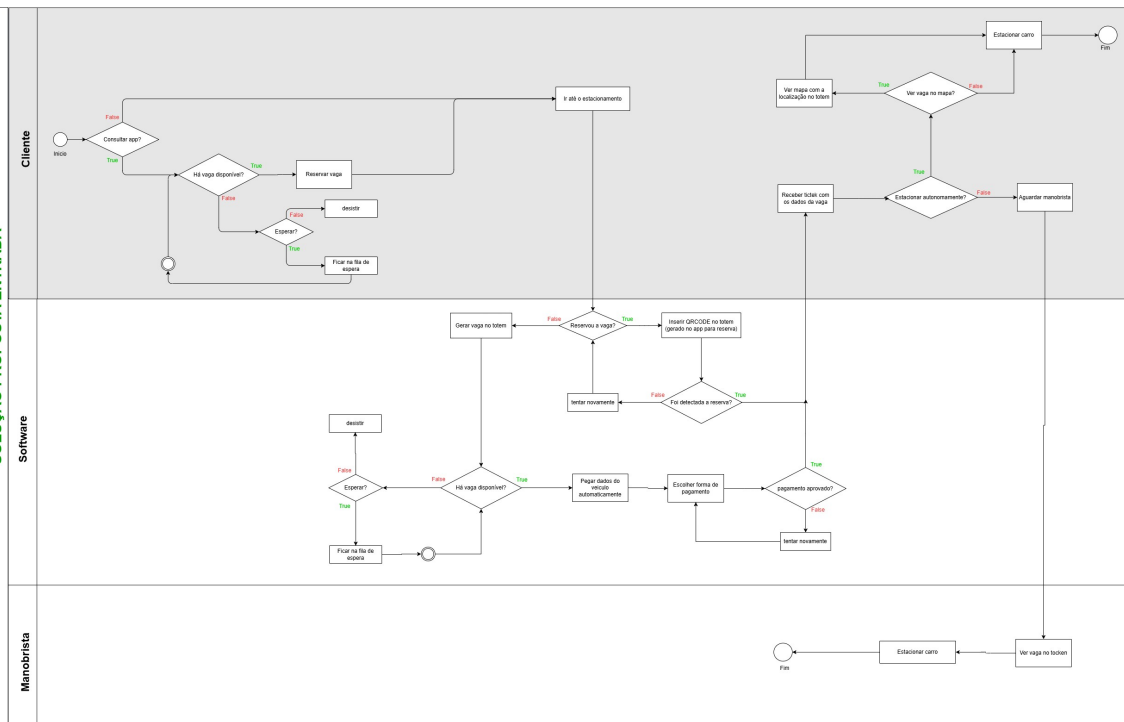 Cliente
Inicio
Consultar app?
False
True
Há vaga disponível?
True
False
Reservar vaga
desistir
False
Esperar?
True
Ficar na fila de
espera
Ir até o estacionamento
Estacionar carro
Fim
Ver mapa com a
localização no totem
True
Ver vaga no mapa?
False
True
Receber tictek com
os dados da vaga
Estacionar autonomamente?
False
Aguardar manobrista
Software
Gerar vaga no totem
False
Reservou a vaga?
True
Inserir QRCODE no totem
(gerado no app para reserva)
tentar novamente
False
Foi detectada a reserva?
True
desistir
False
Esperar?
True
False
Há vaga disponível?
True
Pegar dados do
veiculo
automaticamente
Escolher forma de
pagamento
True
pagamento aprovado?
False
tentar novamente
Ficar na fila de
espera
Manobrista
Fim
Estacionar carro
Ver vaga no tocken